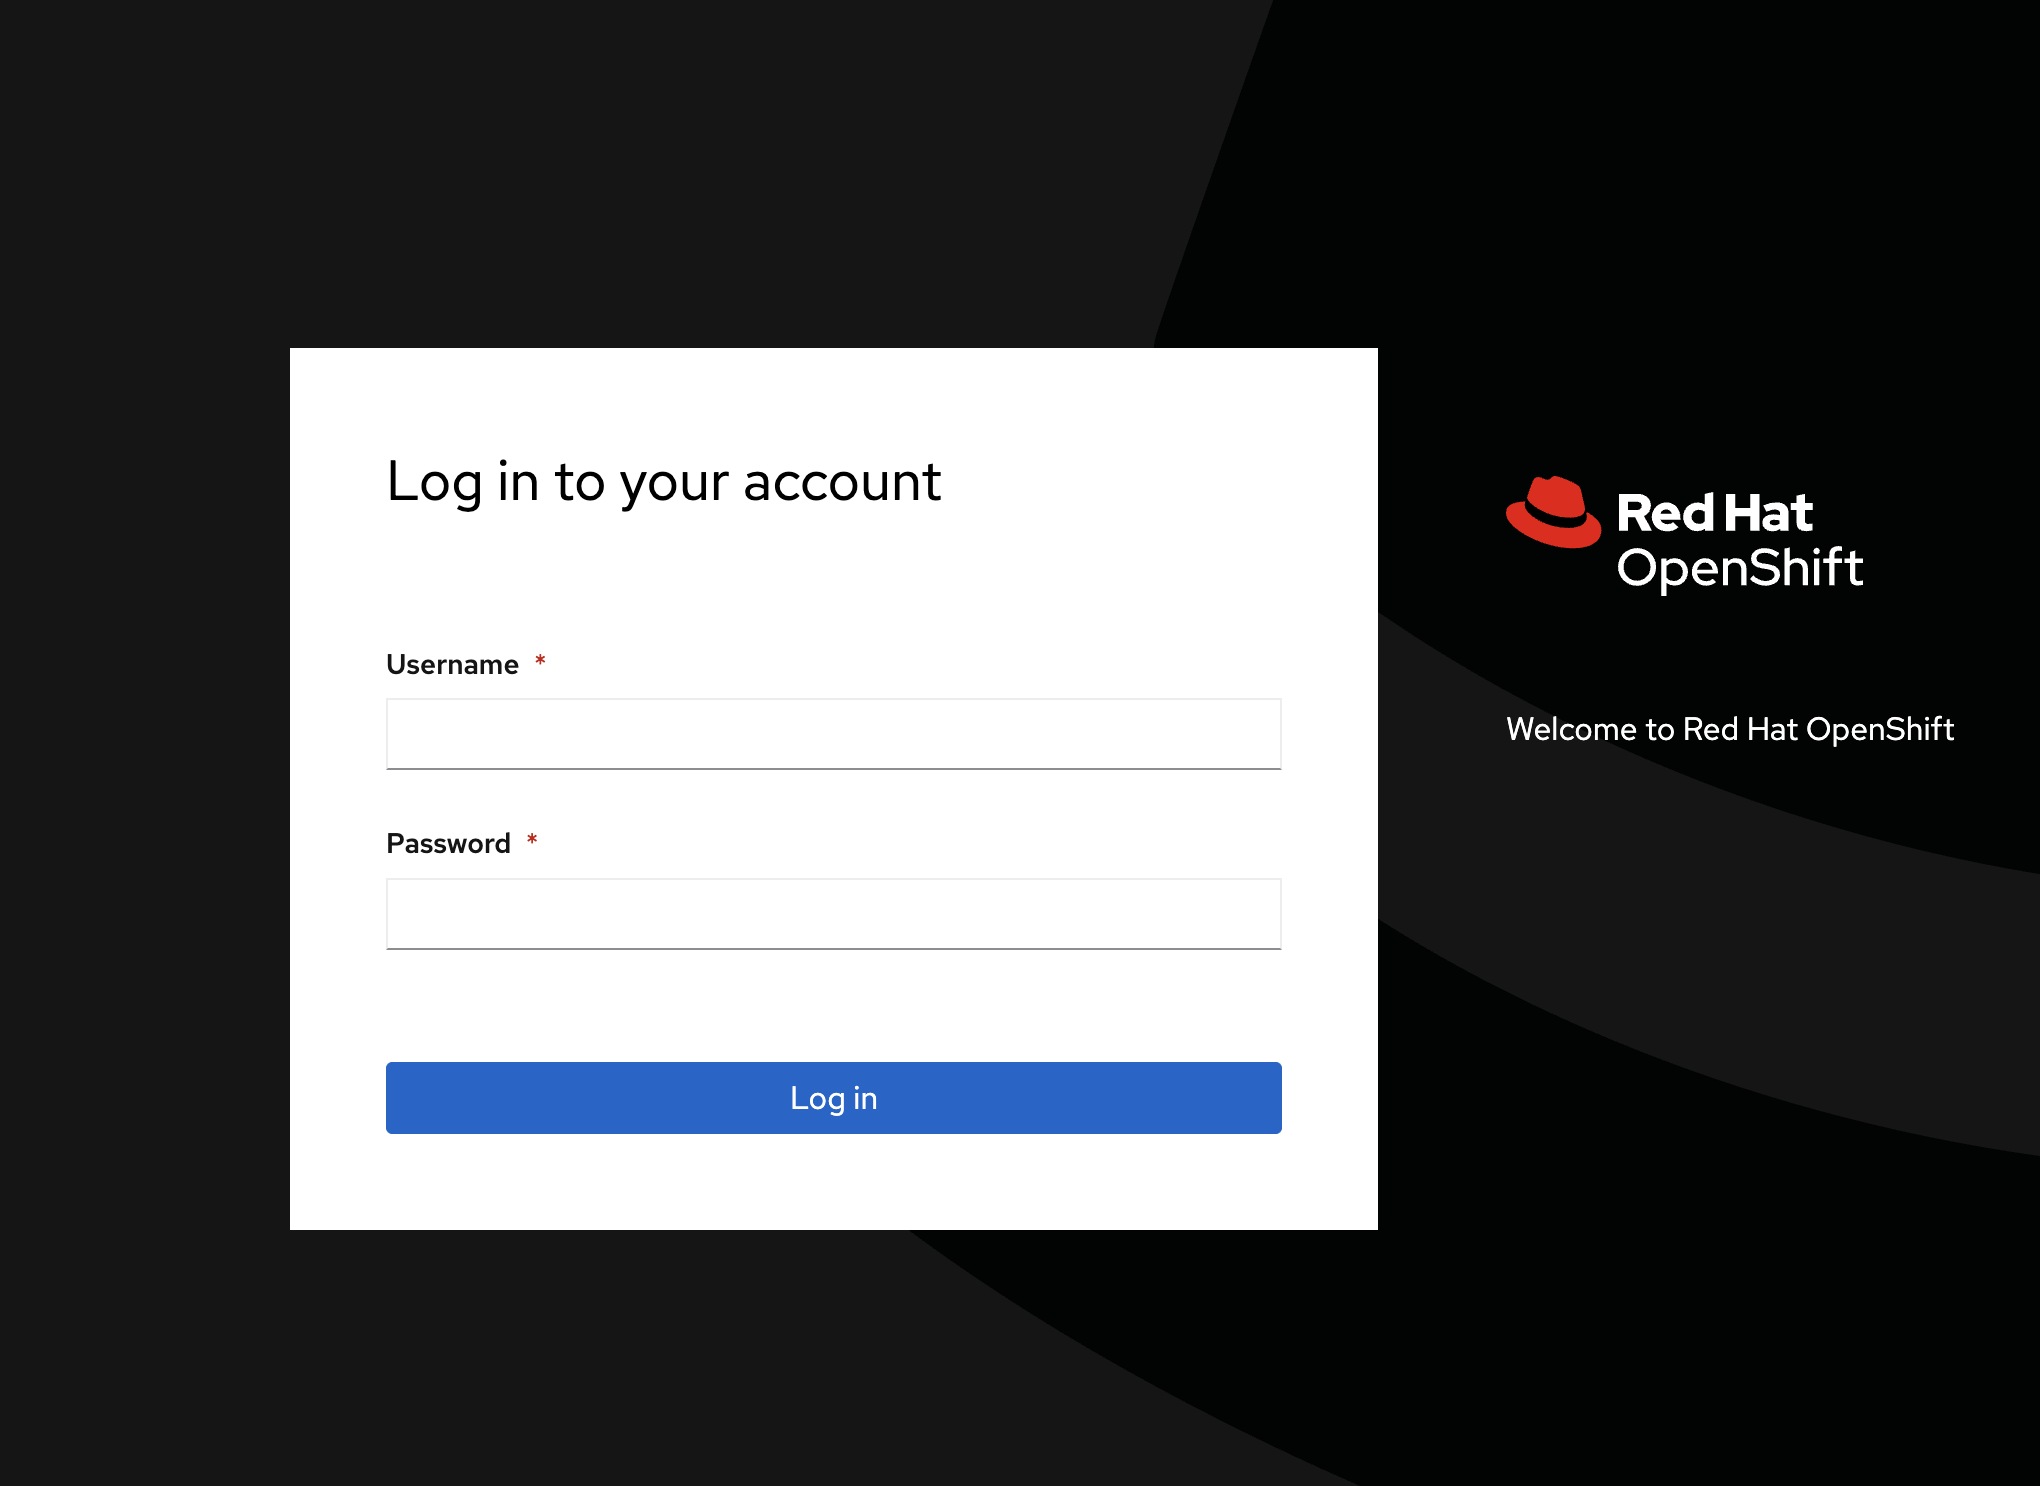 Log in to your account
Username *
Password *
Log in
Red Hat
OpenShift
Welcome to Red Hat OpenShift